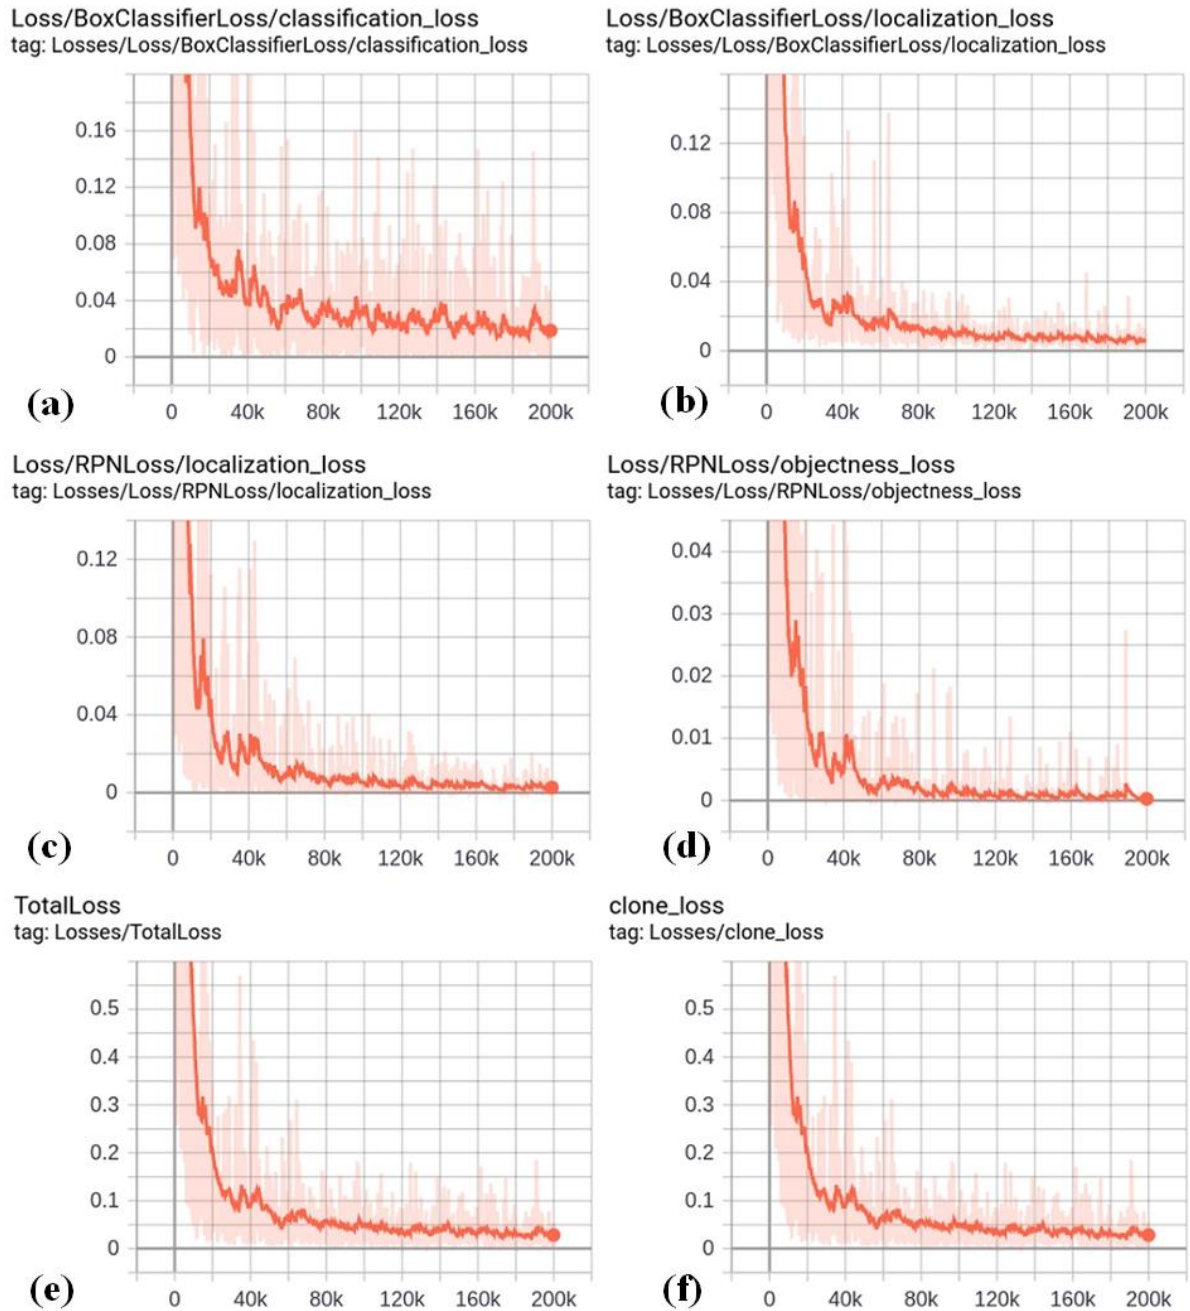 Loss/BoxClassifierLoss/classification_loss
tag: Losses/Loss/BoxClassifierLoss/classification_loss
0.16
0.12
0.08
0.04
0
0 40k 80k 120k 160k 200k
(a)
Loss/BoxClassifierLoss/localization_loss
tag: Losses/Loss/BoxClassifierLoss/localization_loss
0.12
0.08
0.04
0
0 40k 80k 120k 160k 200k
(b)
Loss/RPNLoss/localization_loss
tag: Losses/Loss/RPNLoss/localization_loss
0.12
0.08
0.04
0
0 40k 80k 120k 160k 200k
(c)
Loss/RPNLoss/objectness_loss
tag: Losses/Loss/RPNLoss/objectness_loss
0.04
0.03
0.02
0.01
0
0 40k 80k 120k 160k 200k
(d)
TotalLoss
tag: Losses/TotalLoss
0.5
0.4
0.3
0.2
0.1
0
0 40k 80k 120k 160k 200k
(e)
clone_loss
tag: Losses/clone_loss
0.5
0.4
0.3
0.2
0.1
0
0 40k 80k 120k 160k 200k
(f)